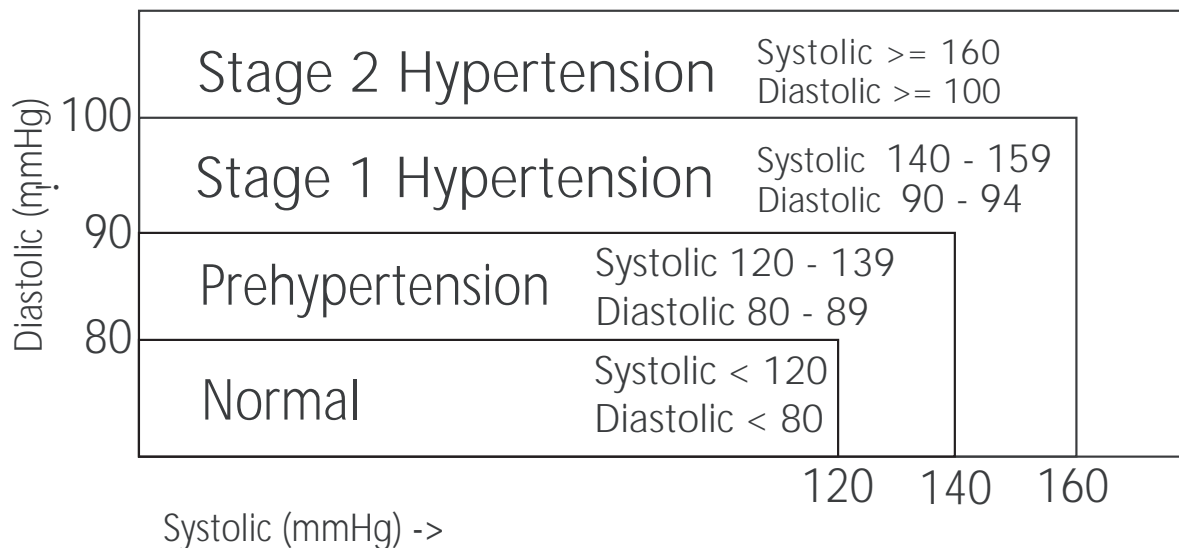 Stage 2 Hypertension
Systolic >= 160
Diastolic >= 100
100
Stage 1 Hypertension
Systolic 140 - 159
Diastolic 90 - 94
90
Prehypertension
Systolic 120 - 139
Diastolic 80 - 89
80
Normal
Systolic < 120
Diastolic < 80
Diastolic (mmHg)
120 140 160
Systolic (mmHg) ->